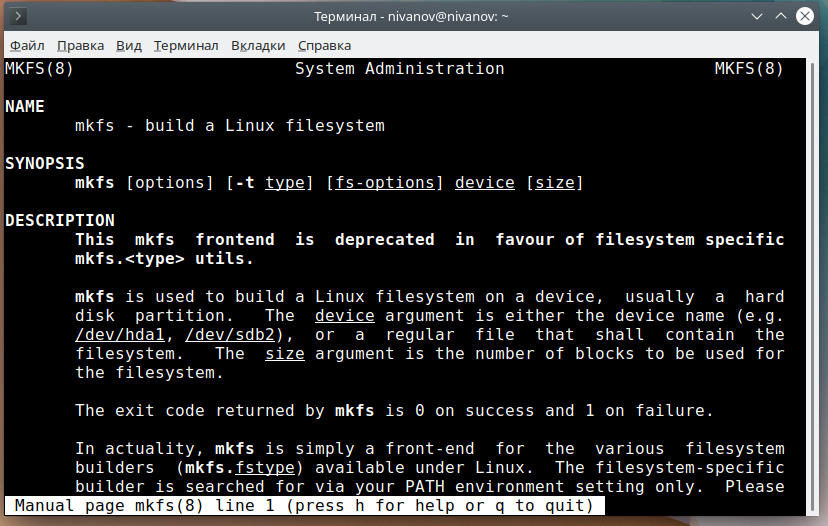 Терминал - nivanov@nivanov: ~
Файл Правка Вид Терминал Вкладки Справка
MKFS(8) System Administration MKFS(8)
NAME
mkfs - build a Linux filesystem
SYNOPSIS
mkfs [options] [-t type] [fs-options] device [size]
DESCRIPTION
This mkfs frontend is deprecated in favour of filesystem specific
mkfs.<type> utils.
mkfs is used to build a Linux filesystem on a device, usually a hard
disk partition. The device argument is either the device name (e.g.
/dev/hda1, /dev/sdb2), or a regular file that shall contain the
filesystem. The size argument is the number of blocks to be used for
the filesystem.
The exit code returned by mkfs is 0 on success and 1 on failure.
In actuality, mkfs is simply a front-end for the various filesystem
builders (mkfs.fstype) available under Linux. The filesystem-specific
builder is searched for via your PATH environment setting only. Please
Manual page mkfs(8) line 1 (press h for help or q to quit)